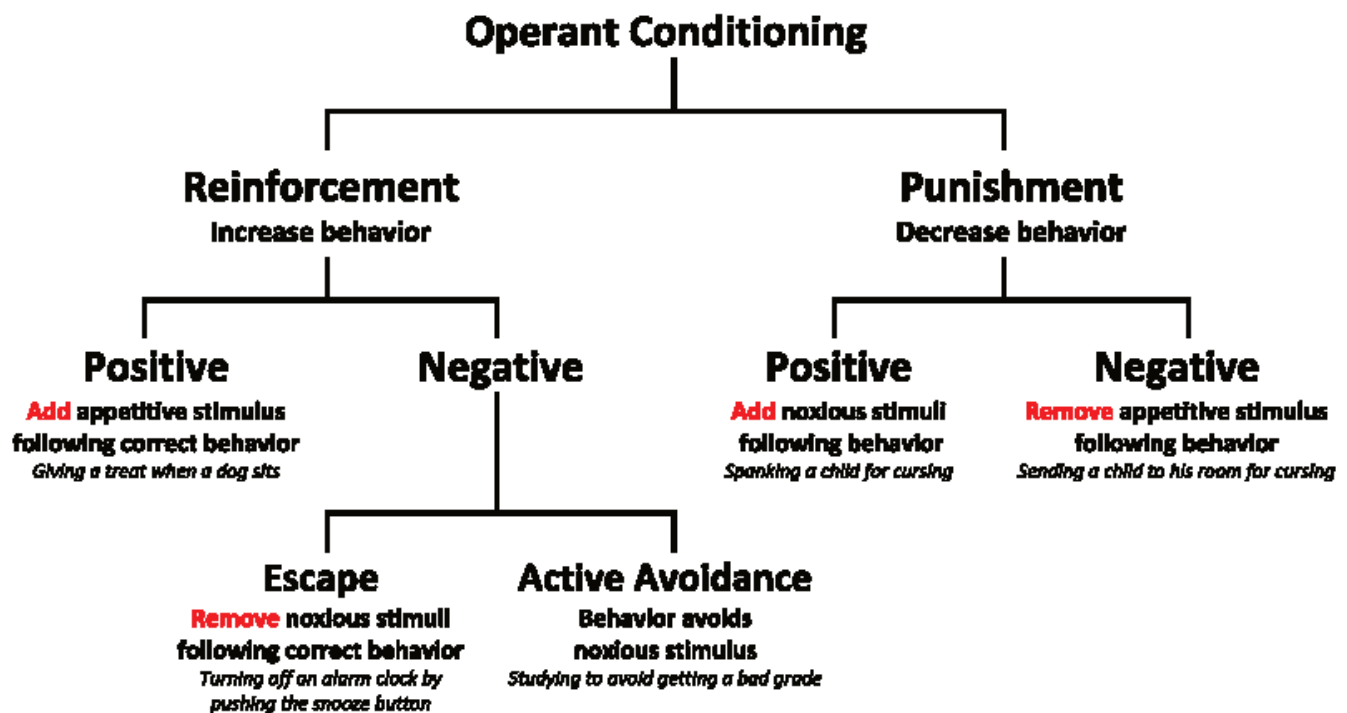 Operant Conditioning
Reinforcement
Increase behavior
Punishment
Decrease behavior
Positive
Add appetitive stimulus
following correct behavior
Giving a treat when a dog sits
Negative
Positive
Add noxious stimuli
following behavior
Spanking a child for cursing
Negative
Remove appetitive stimulus
following behavior
Sending a child to his room for cursing
Escape
Remove noxious stimuli
following correct behavior
Turning off an alarm clock by
pushing the snooze button
Active Avoidance
Behavior avoids
noxious stimulus
Studying to avoid getting a bad grade